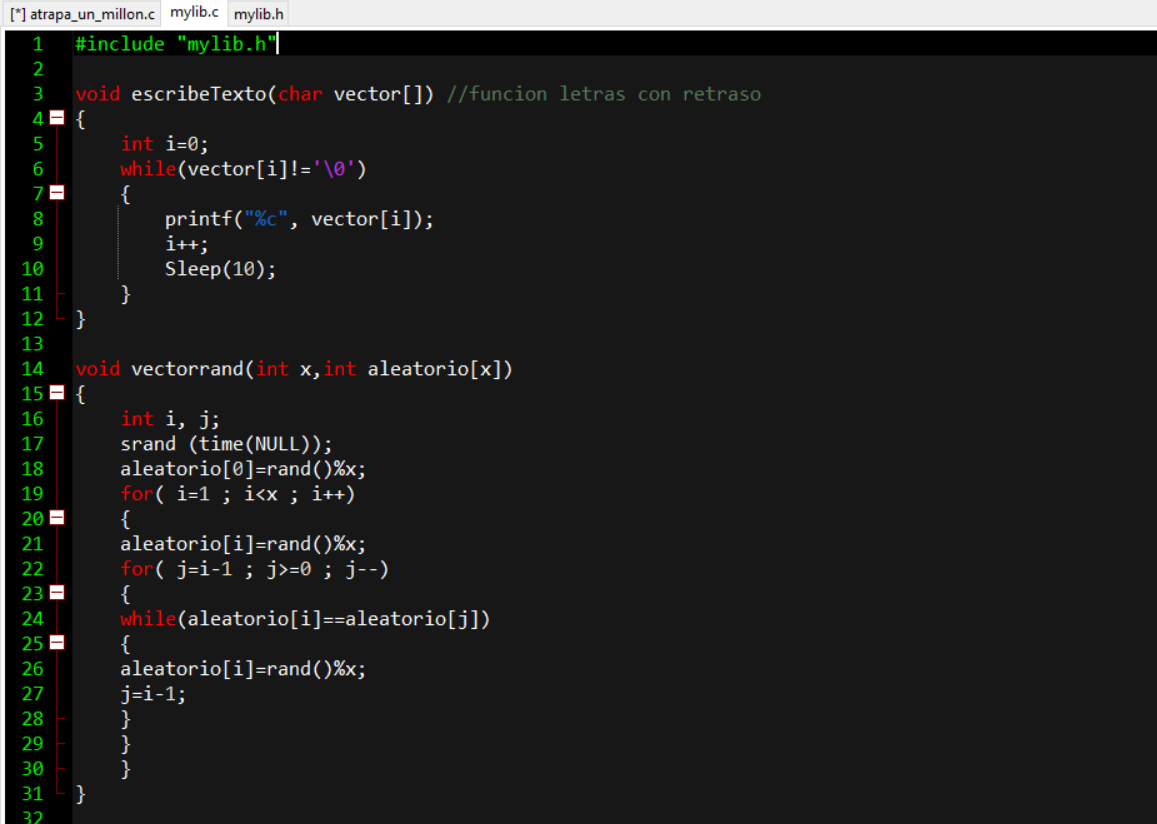 [*] atrapa_un_millon.c mylib.c mylib.h
1 #include "mylib.h"
2
3 void escribeTexto(char vector[]) //funcion letras con retraso
4 {
5 int i=0;
6 while(vector[i]!='\0')
7 {
8 printf("%c", vector[i]);
9 i++;
10 Sleep(10);
11 }
12 }
13
14 void vectorrand(int x,int aleatorio[x])
15 {
16 int i, j;
17 srand (time(NULL));
18 aleatorio[0]=rand()%x;
19 for( i=1 ; i<x ; i++)
20 {
21 aleatorio[i]=rand()%x;
22 for( j=i-1 ; j>=0 ; j--)
23 {
24 while(aleatorio[i]==aleatorio[j])
25 {
26 aleatorio[i]=rand()%x;
27 j=i-1;
28 }
29 }
30 }
31 }
32